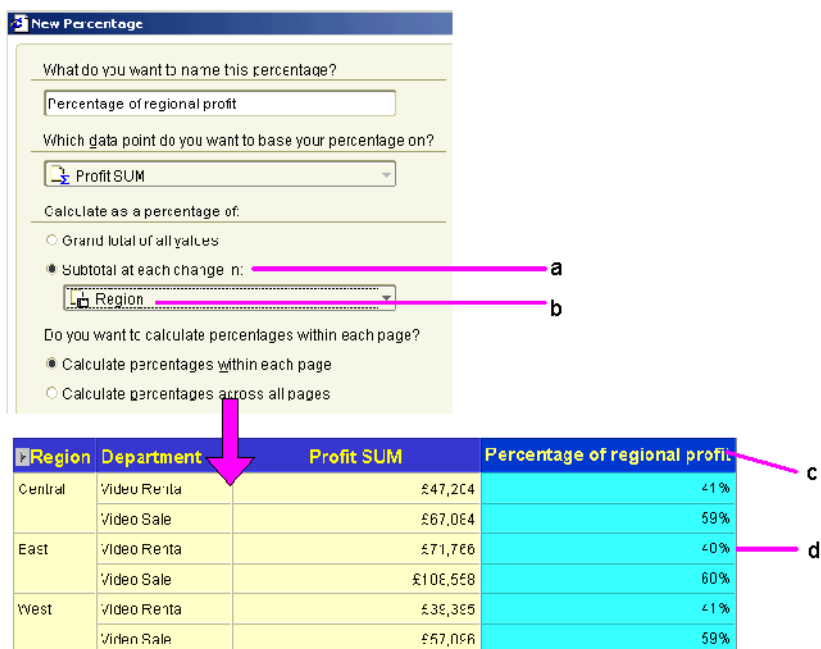 New Percentage
What do you want to name this percentage?
Percentage of regional profit
Which data point do you want to base your percentage on?
Profit SUM
Calculate as a percentage of:
Grand total of all values
Subtotal at each change in: a
Region b
Do you want to calculate percentages within each page?
Calculate percentages within each page
Calculate percentages across all pages
Region Department Profit SUM Percentage of regional profit c
Central Video Renta £47,204 41%
Video Sale £67,084 59%
East Video Renta £71,766 40% d
Video Sale £108,558 60%
West Video Renta 41%
Video Sale £57,096 59%